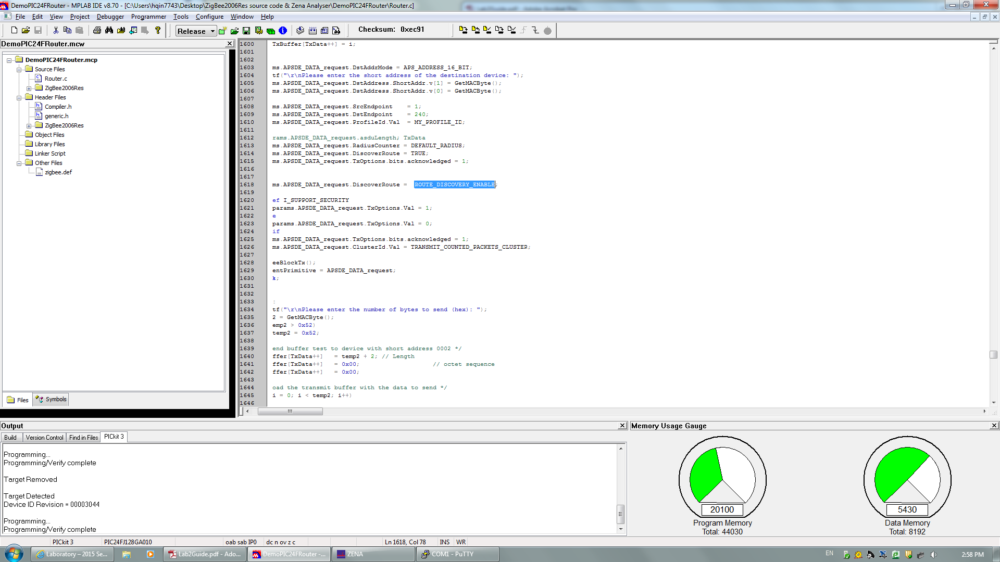 DemoPIC24FRouter - MPLAB IDE v8.70 - [C:\Users\hqin7743\Desktop\ZigBee2006Res source code & Zena Analyser\DemoPIC24FRouter\Router.c]
File Edit View Project Debugger Programmer Tools Configure Window Help
Release
Checksum: 0xec91
DemoPIC24FRouter.mcw
DemoPIC24FRouter.mcp
Source Files
Router.c
ZigBee2006Res
Header Files
Compiler.h
generic.h
ZigBee2006Res
Object Files
Library Files
Linker Script
Other Files
zigbee.def
Files
Symbols
1600 TxBuffer[TxData++] = i;
1601
1602
1603 ms.APSDE_DATA_request.DstAddrMode = APS_ADDRESS_16_BIT;
1604 tf("\r\nPlease enter the short address of the destination device: ");
1605 ms.APSDE_DATA_request.DstAddress.ShortAddr.v[1] = GetMACByte();
1606 ms.APSDE_DATA_request.DstAddress.ShortAddr.v[0] = GetMACByte();
1607
1608 ms.APSDE_DATA_request.SrcEndpoint = 1;
1609 ms.APSDE_DATA_request.DstEndpoint = 240;
1610 ms.APSDE_DATA_request.ProfileId.Val = MY_PROFILE_ID;
1611
1612 rams.APSDE_DATA_request.asduLength; TxData
1613 ms.APSDE_DATA_request.RadiusCounter = DEFAULT_RADIUS;
1614 ms.APSDE_DATA_request.DiscoverRoute = TRUE;
1615 ms.APSDE_DATA_request.TxOptions.bits.acknowledged = 1;
1616
1617
1618 ms.APSDE_DATA_request.DiscoverRoute = ROUTE_DISCOVERY_ENABLE;
1619
1620 ef I_SUPPORT_SECURITY
1621 params.APSDE_DATA_request.TxOptions.Val = 1;
1622 e
1623 params.APSDE_DATA_request.TxOptions.Val = 0;
1624 if
1625 ms.APSDE_DATA_request.TxOptions.bits.acknowledged = 1;
1626 ms.APSDE_DATA_request.ClusterId.Val = TRANSMIT_COUNTED_PACKETS_CLUSTER;
1627
1628 eeBlockTx();
1629 entPrimitive = APSDE_DATA_request;
1630 k;
1631
1632
1633 :
1634 tf("\r\nPlease enter the number of bytes to send (hex): ");
1635 2 = GetMACByte();
1636 emp2 > 0x52)
1637 temp2 = 0x52;
1638
1639 end buffer test to device with short address 0002 */
1640 ffer[TxData++] = temp2 + 2; // Length
1641 ffer[TxData++] = 0x00; // octet sequence
1642 ffer[TxData++] = 0x00;
1643
1644 oad the transmit buffer with the data to send */
1645 i = 0; i < temp2; i++)
1646
Output
Build Version Control Find in Files PICkit 3
Programming...
Programming/Verify complete
Target Removed
Target Detected
Device ID Revision = 00003044
Programming...
Programming/Verify complete
Memory Usage Gauge
20100
Program Memory
Total: 44030
5430
Data Memory
Total: 8192
PICkit 3 PIC24FJ128GA010 oab sab IP0 dc n ov z c Ln 1618, Col 78 INS WR
Laboratory – 2015 Se... Lab2Guide.pdf - Ado... DemoPIC24FRouter -... ZENA COM1 - PuTTY EN 2:58 PM